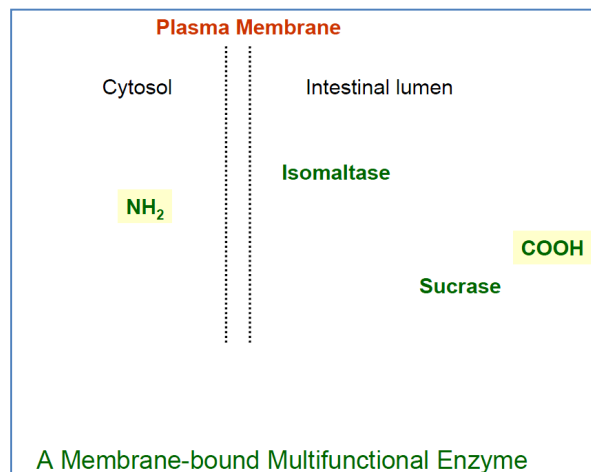 Plasma Membrane
Cytosol Intestinal lumen
Isomaltase
NH₂
COOH
Sucrase
A Membrane-bound Multifunctional Enzyme